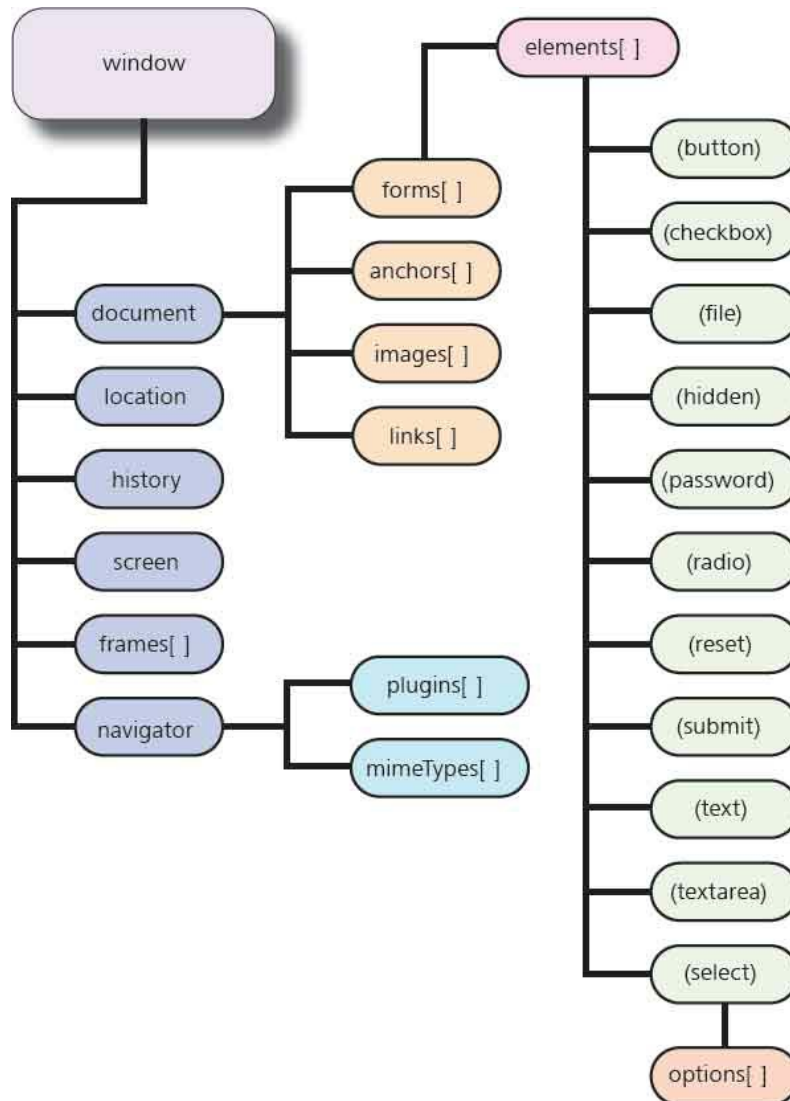 window
elements[ ]
(button)
forms[ ]
(checkbox)
anchors[ ]
document
(file)
images[ ]
location
(hidden)
links[ ]
history
(password)
screen
(radio)
frames[ ]
(reset)
plugins[ ]
navigator
(submit)
mimeTypes[ ]
(text)
(textarea)
(select)
options[ ]